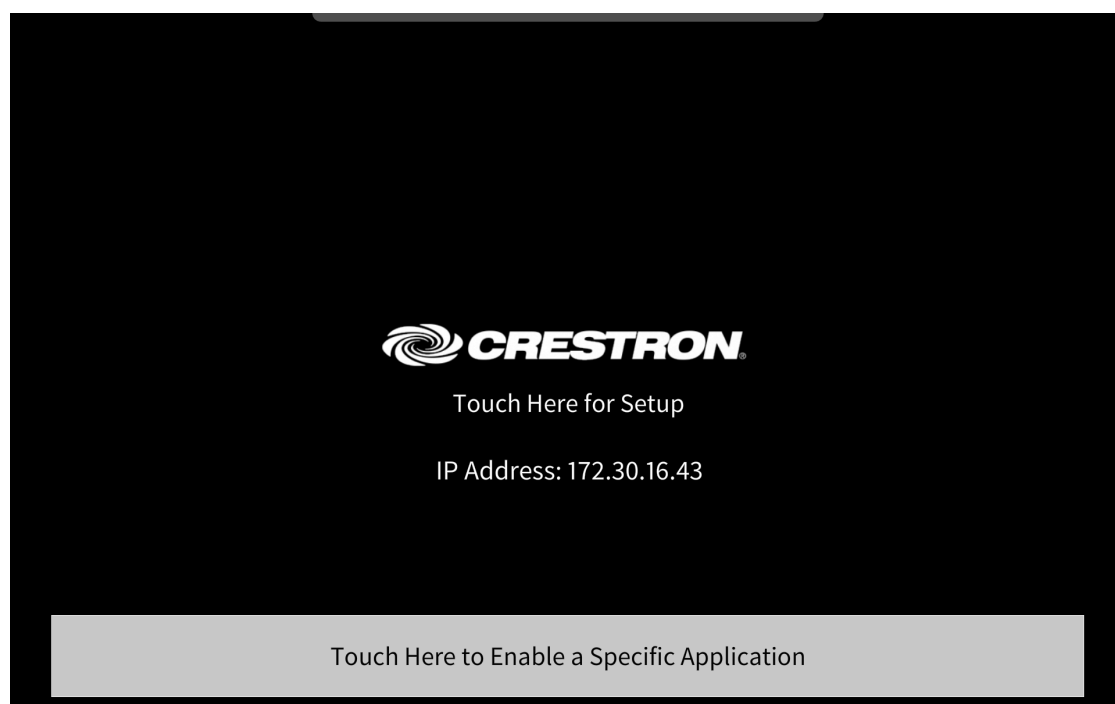 CRESTRON®
Touch Here for Setup
IP Address: 172.30.16.43
Touch Here to Enable a Specific Application